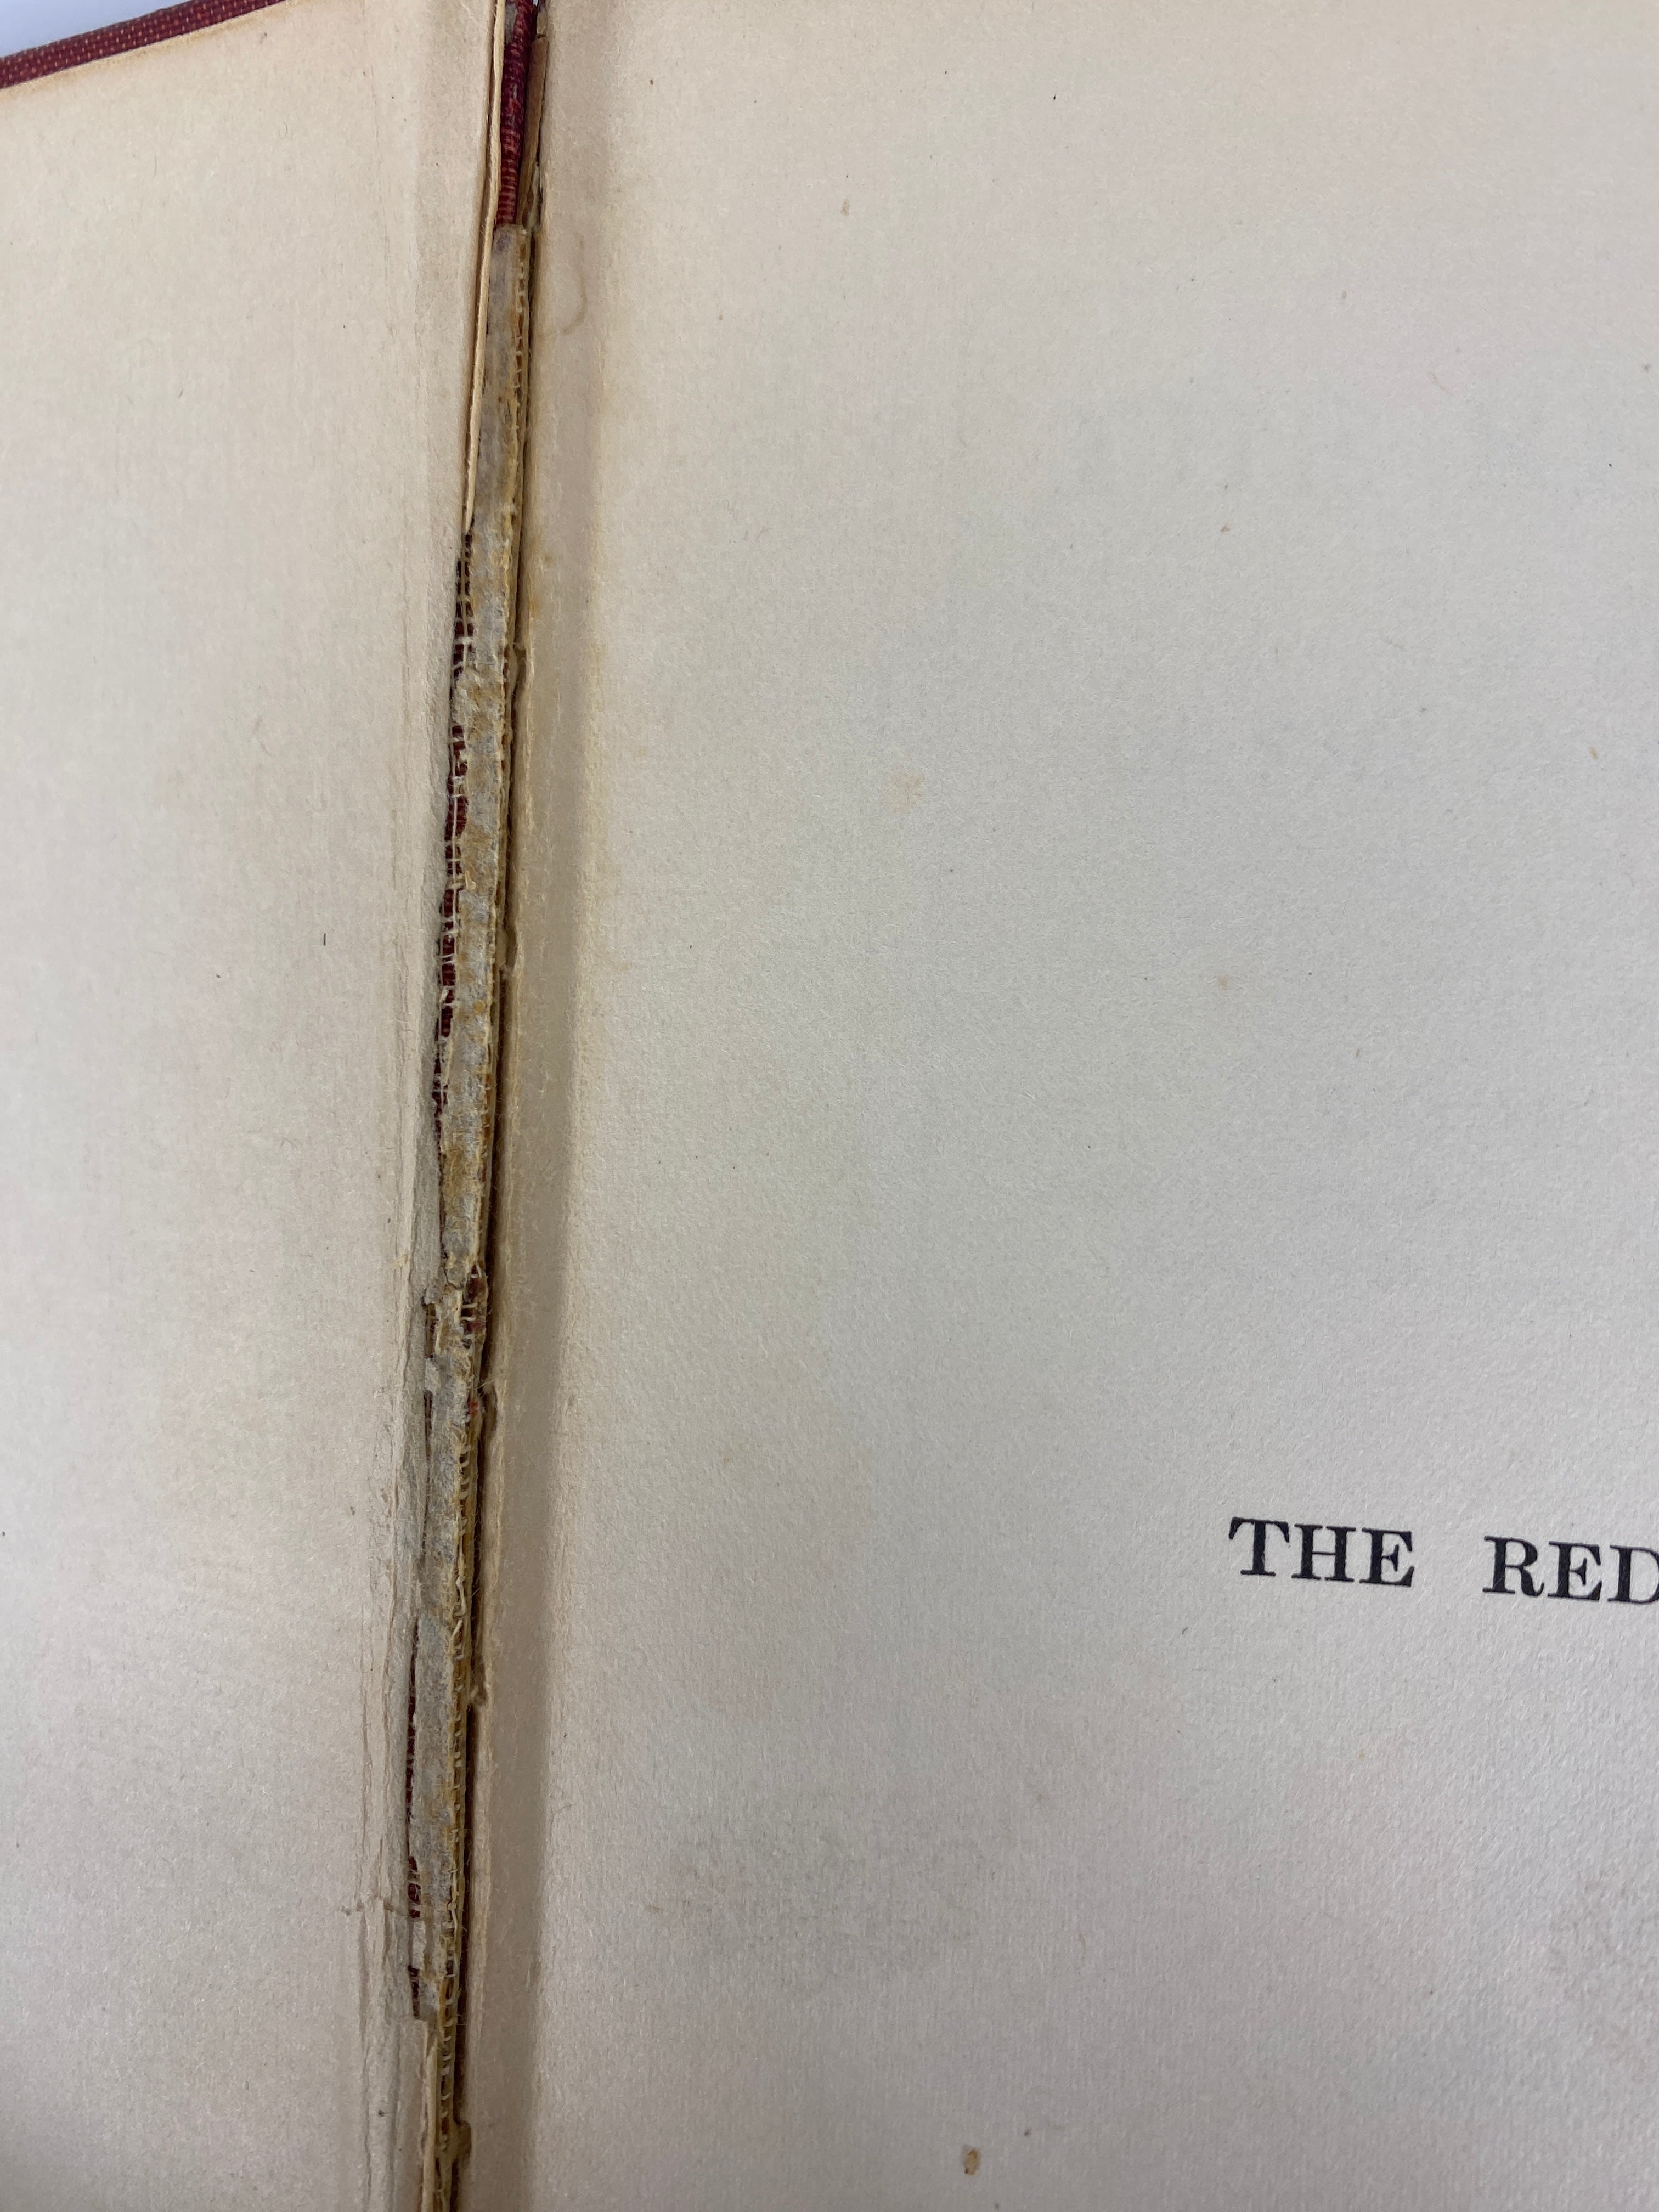 THE RED